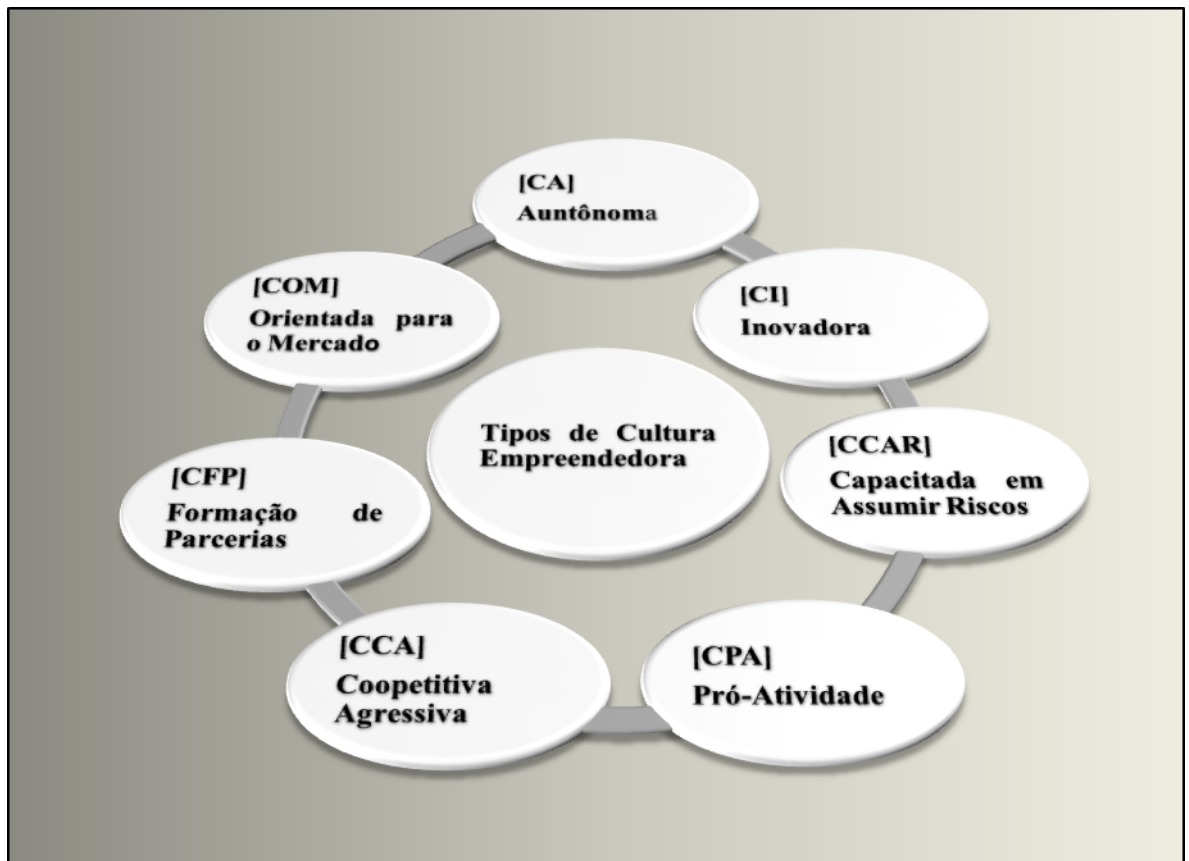 [CA]
Auntônoma
[CI]
Inovadora
[CCAR]
Capacitada em
Assumir Riscos
[CPA]
Pró-Atividade
[CCA]
Coopetitiva
Agressiva
[CFP]
Formação de
Parcerias
[COM]
Orientada para
o Mercado
Tipos de Cultura
Empreendedora